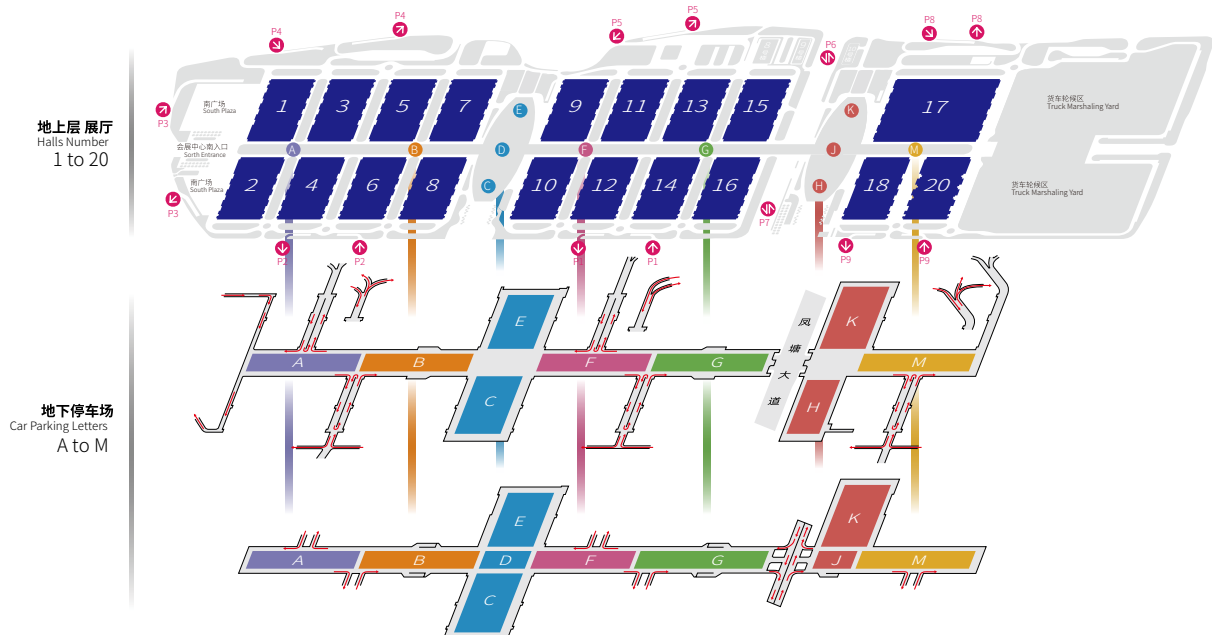 P4
P4
P5
P5
P6
P8
P8
P3
南广场
South Plaza
1
3
5
7
E
9
11
13
15
K
17
货车轮候区
Truck Marshaling Yard
地上层 展厅
Halls Number
1 to 20
会展中心南入口
Sorth Entrance
A
B
D
F
G
J
M
南广场
South Plaza
2
4
6
8
C
10
12
14
16
H
18
20
货车轮候区
Truck Marshaling Yard
P3
P7
P2
P2
P1
P1
P9
P9
E
凤塘大道
K
A
B
F
G
M
C
H
地下停车场
Car Parking Letters
A to M
E
K
A
B
D
F
G
J
M
C